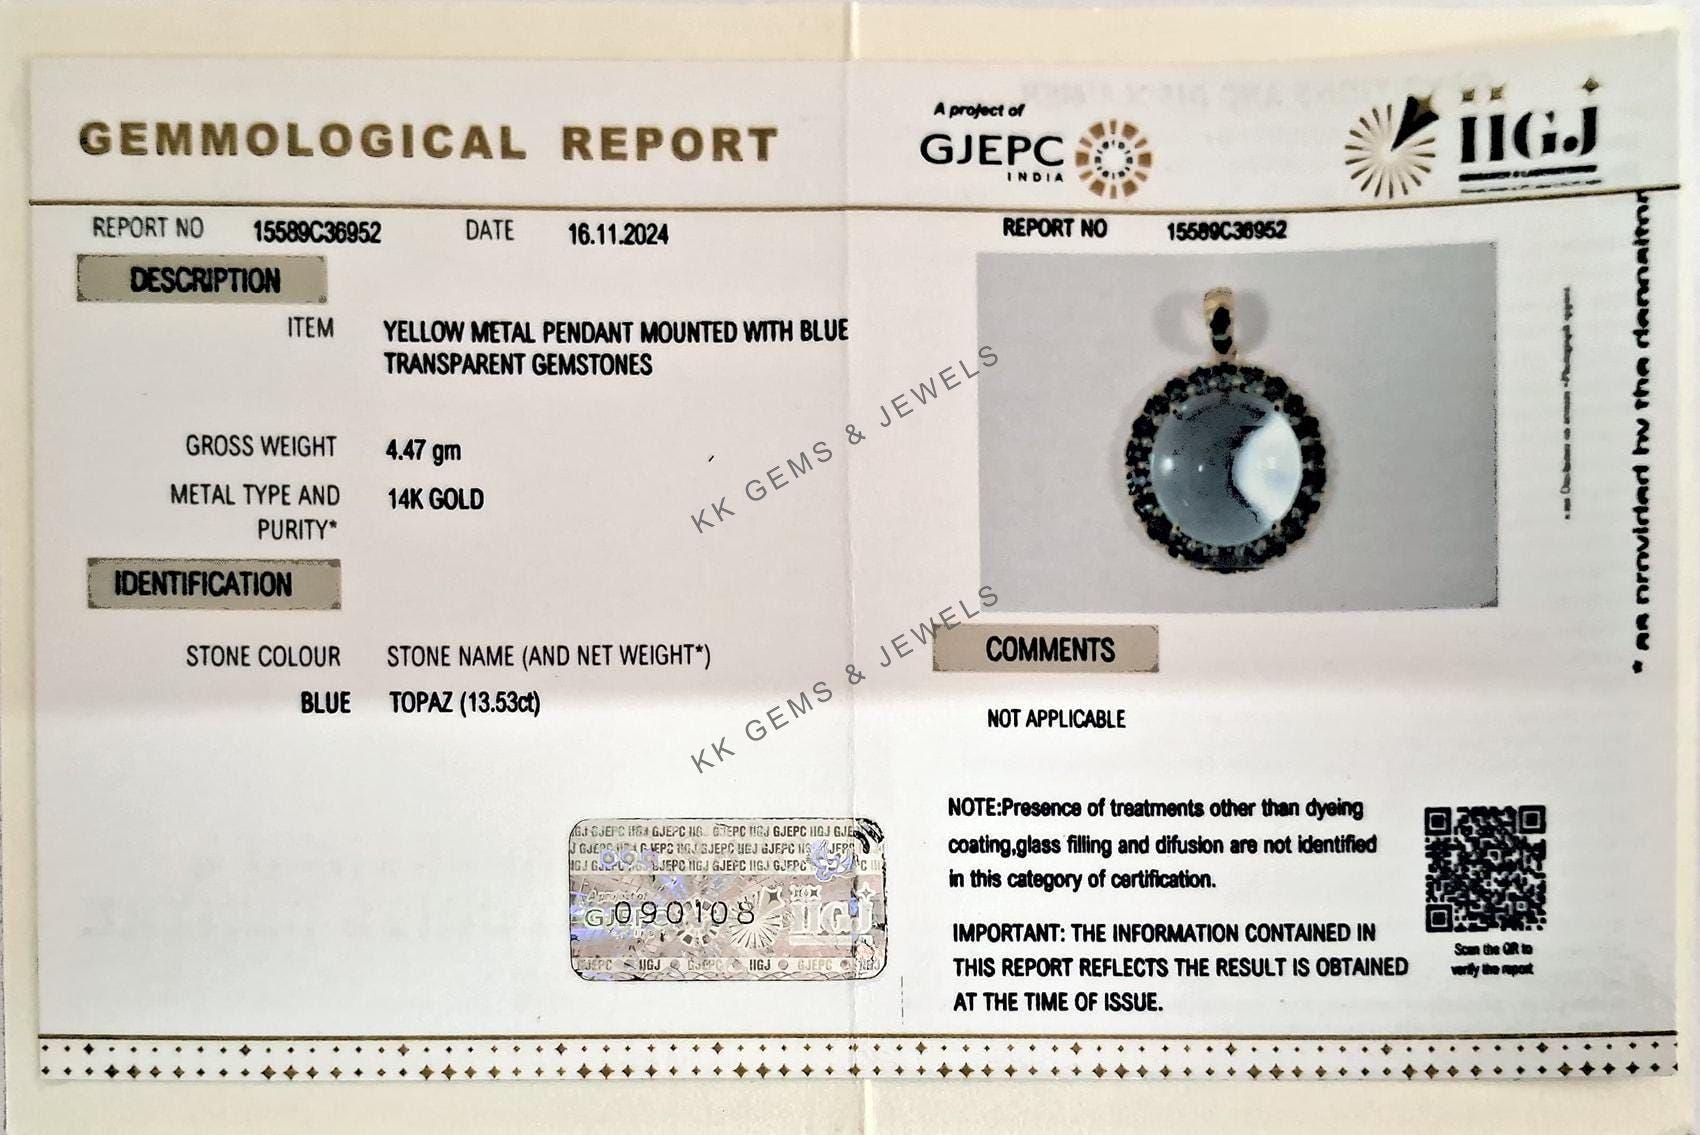 GEMMOLOGICAL REPORT
A project of
GJEPC
INDIA
IIGJ
REPORT NO 15589C36952 DATE 16.11.2024
DESCRIPTION
ITEM YELLOW METAL PENDANT MOUNTED WITH BLUE
TRANSPARENT GEMSTONES
GROSS WEIGHT 4.47 gm
METAL TYPE AND 14K GOLD
PURITY*
IDENTIFICATION
STONE COLOUR STONE NAME (AND NET WEIGHT*)
BLUE TOPAZ (13.53ct)
090108
REPORT NO 15589C36952
COMMENTS
NOT APPLICABLE
NOTE:Presence of treatments other than dyeing
coating,glass filling and difusion are not identified
in this category of certification.
IMPORTANT: THE INFORMATION CONTAINED IN
THIS REPORT REFLECTS THE RESULT IS OBTAINED
AT THE TIME OF ISSUE.
Scan the QR to
verify the report
* as provided by the
KK GEMS & JEWELS
KK GEMS & JEWELS